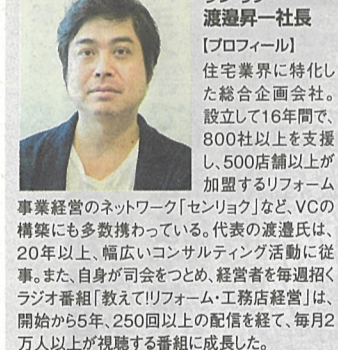 渡邉昇一社長
【プロフィール】
住宅業界に特化し
た総合企画会社。
設立して16年間で、
800社以上を支援
し、500店舗以上が
加盟するリフォーム
事業経営のネットワーク「センリョク」など、VCの
構築にも多数携わっている。代表の渡邉氏は、
20年以上、幅広いコンサルティング活動に従
事。また、自身が司会をつとめ、経営者を毎週招く
ラジオ番組「教えて!リフォーム・工務店経営」は、
開始から5年、250回以上の配信を経て、毎月2
万人以上が視聴する番組に成長した。